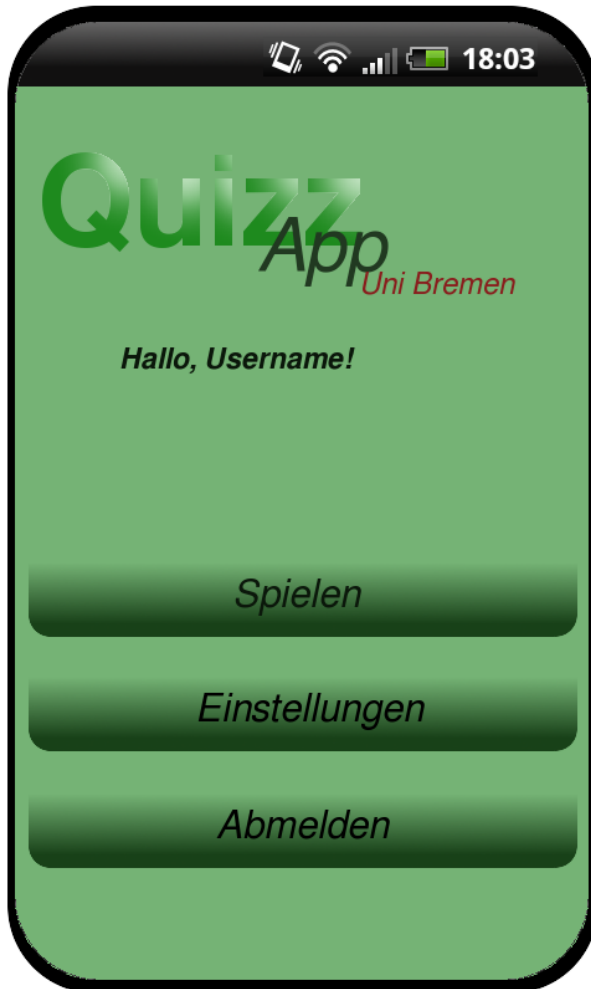 18:03
Quizz
App
Uni Bremen
Hallo, Username!
Spielen
Einstellungen
Abmelden